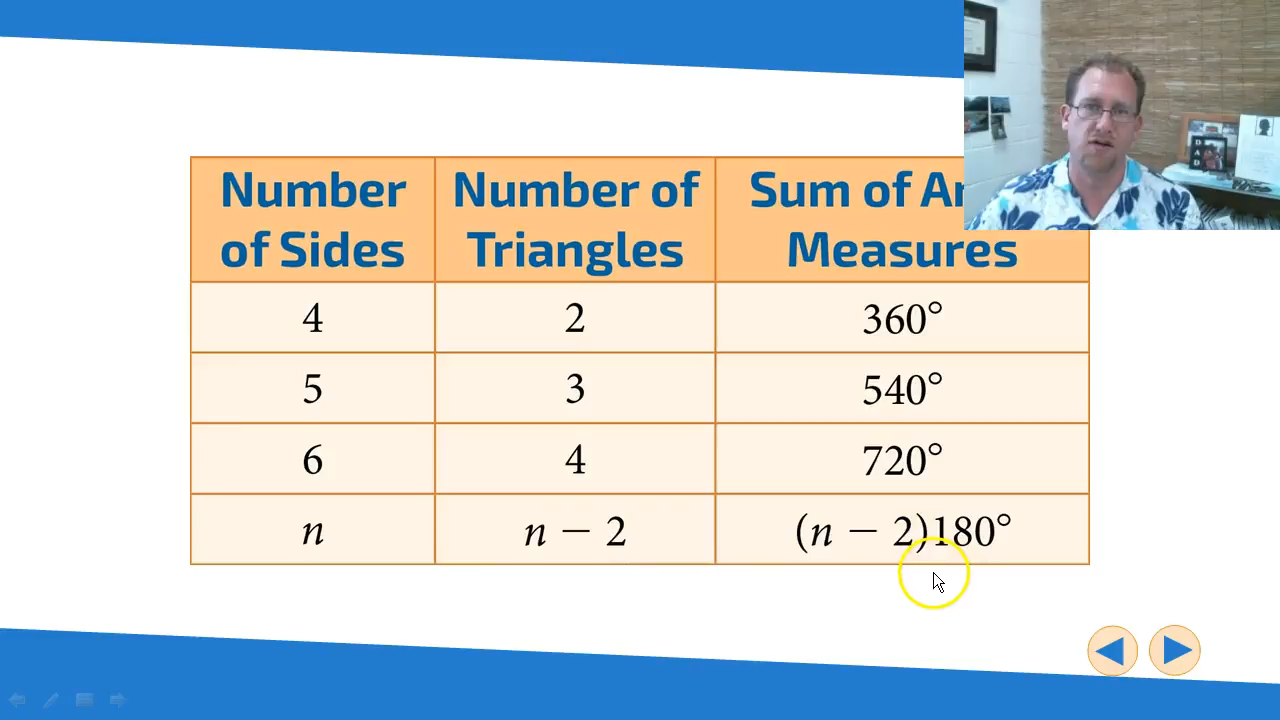 Number Number of Sum of
of Sides Triangles Measures
4 2 360°
5 3 540°
6 4 720°
n n − 2 (n − 2)180°
DAD